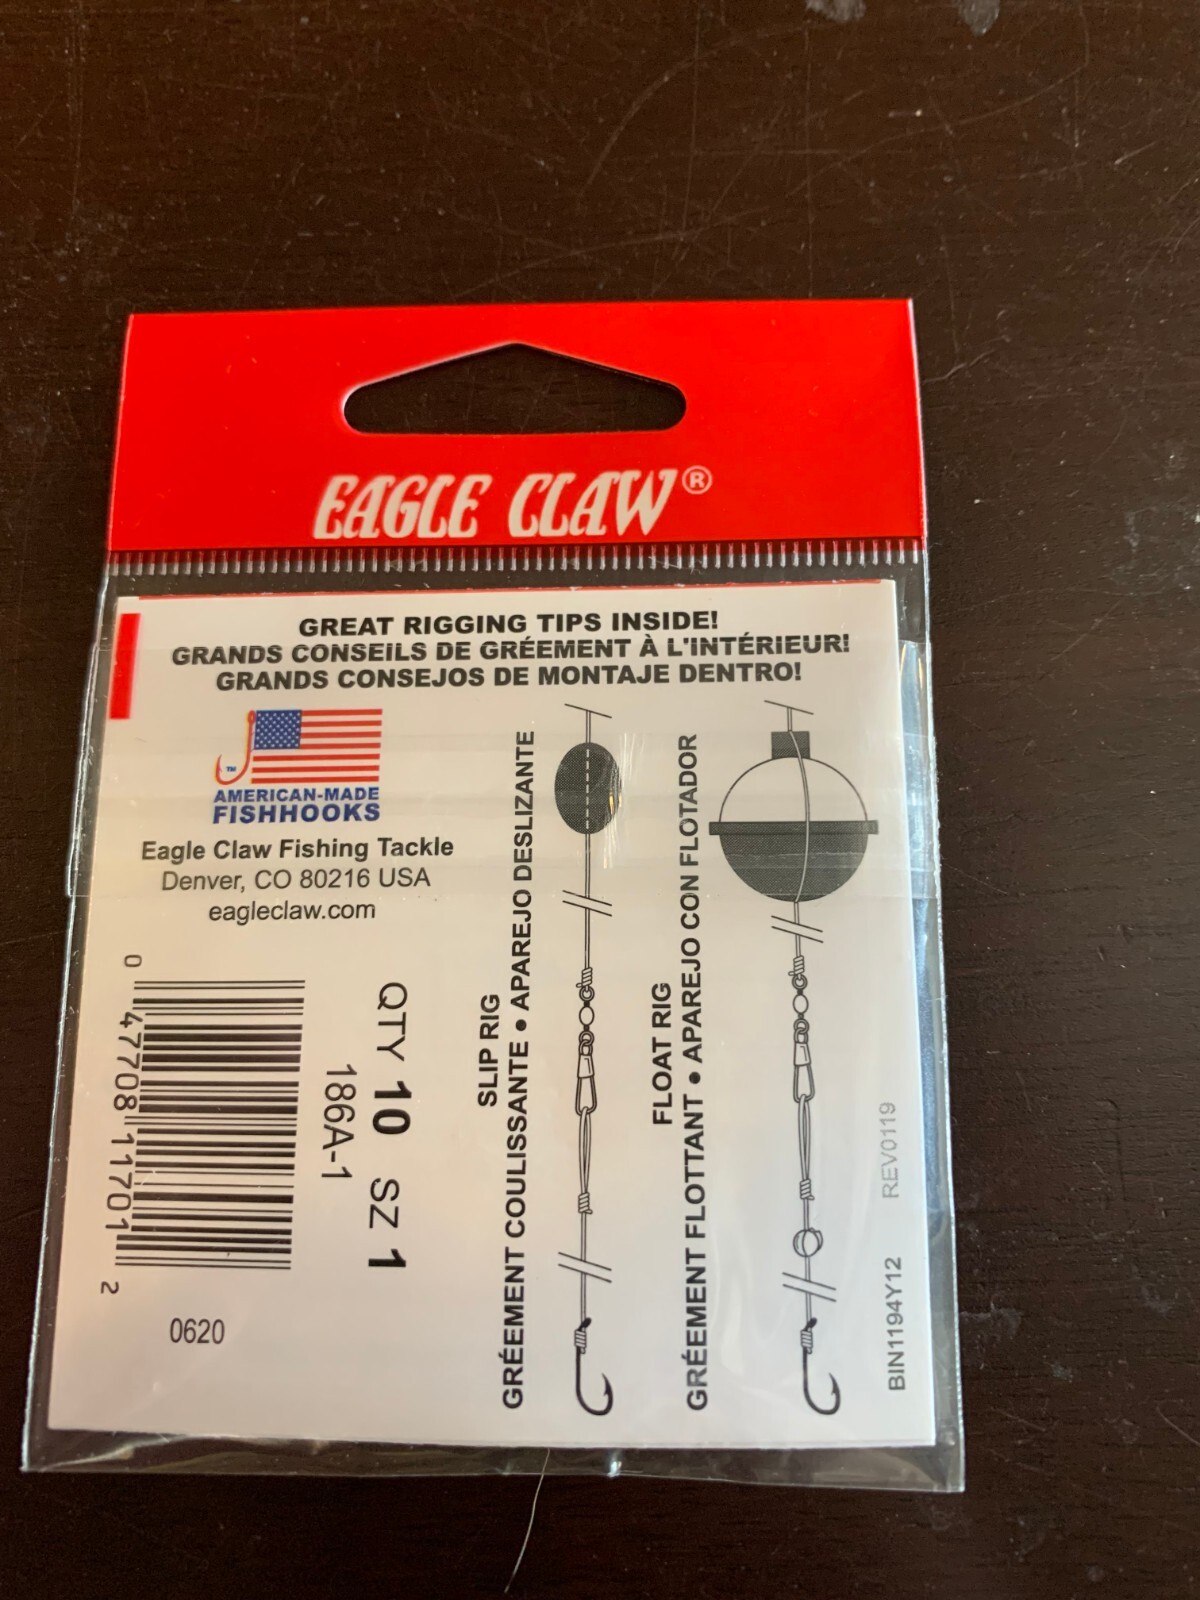 EAGLE CLAW®
GREAT RIGGING TIPS INSIDE!
GRANDS CONSEILS DE GRÉEMENT À L'INTÉRIEUR!
GRANDS CONSEJOS DE MONTAJE DENTRO!
TM
AMERICAN-MADE
FISHHOOKS
Eagle Claw Fishing Tackle
Denver, CO 80216 USA
eagleclaw.com
0 47708 11701 2
QTY 10 SZ 1
186A-1
0620
SLIP RIG
GRÉEMENT COULISSANTE • APAREJO DESLIZANTE
FLOAT RIG
GRÉEMENT FLOTTANT • APAREJO CON FLOTADOR
BIN1194Y12 REV0119